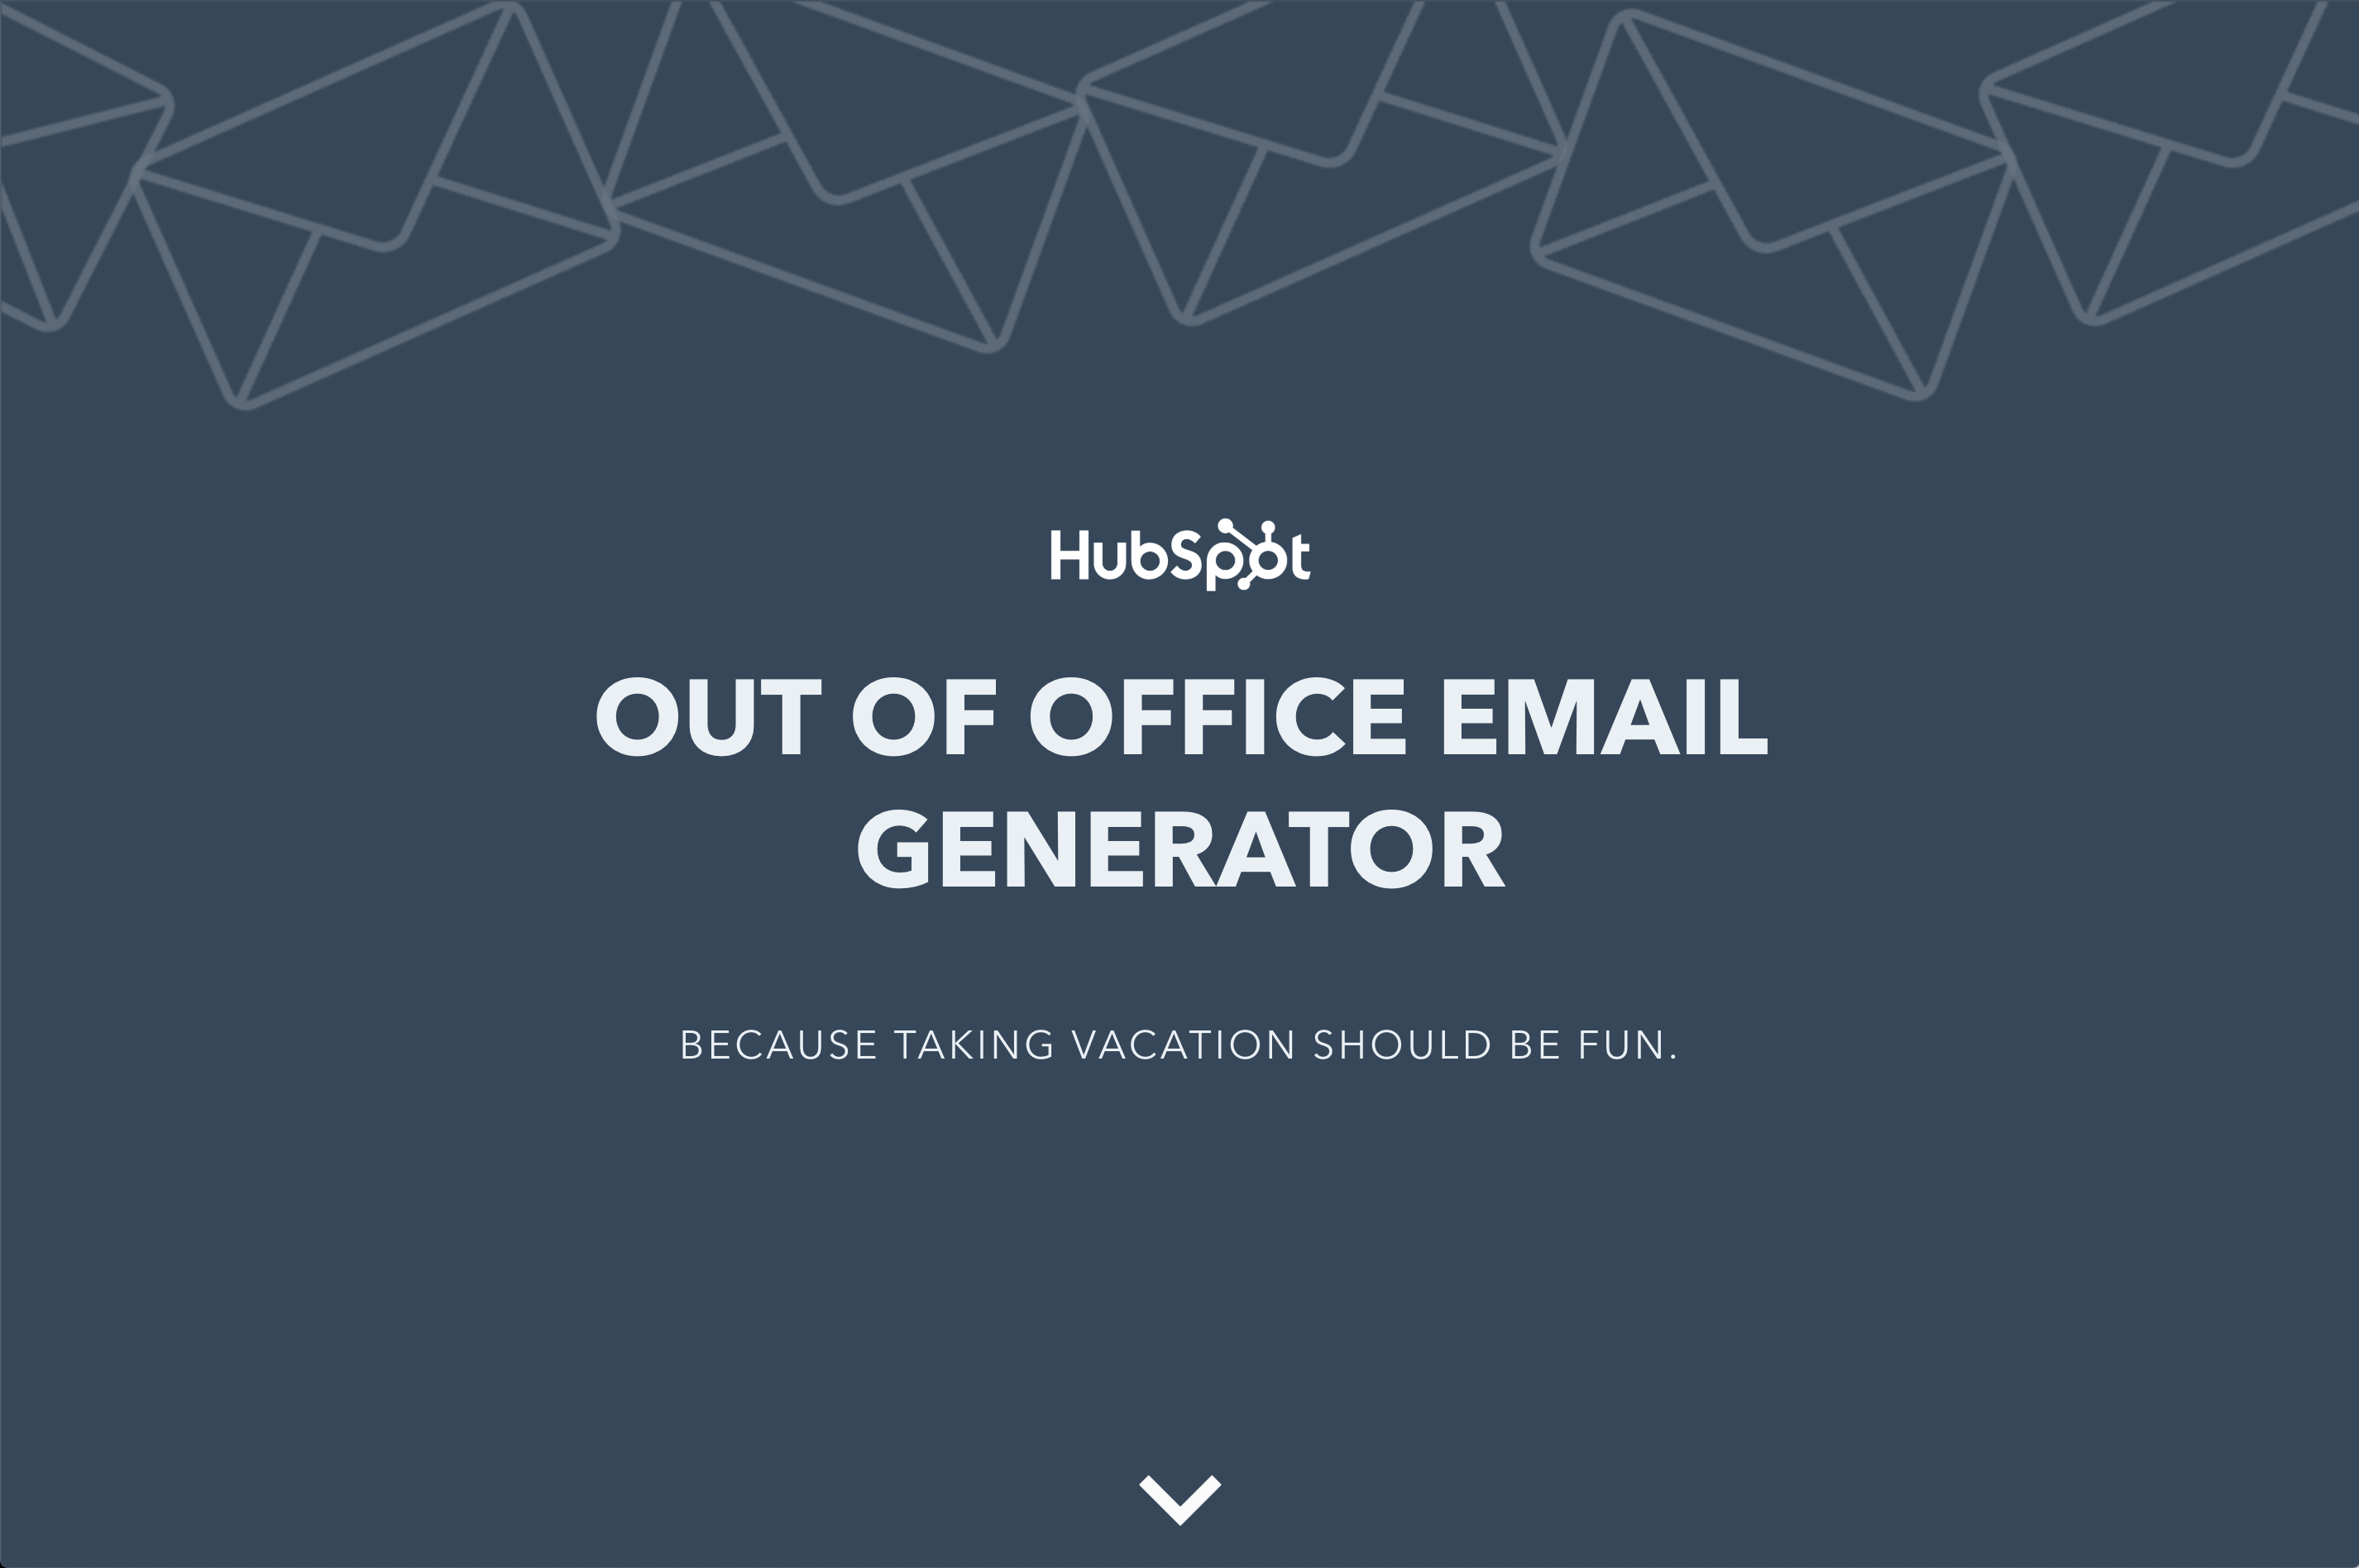 HubSpot
OUT OF OFFICE EMAIL
GENERATOR
BECAUSE TAKING VACATION SHOULD BE FUN.